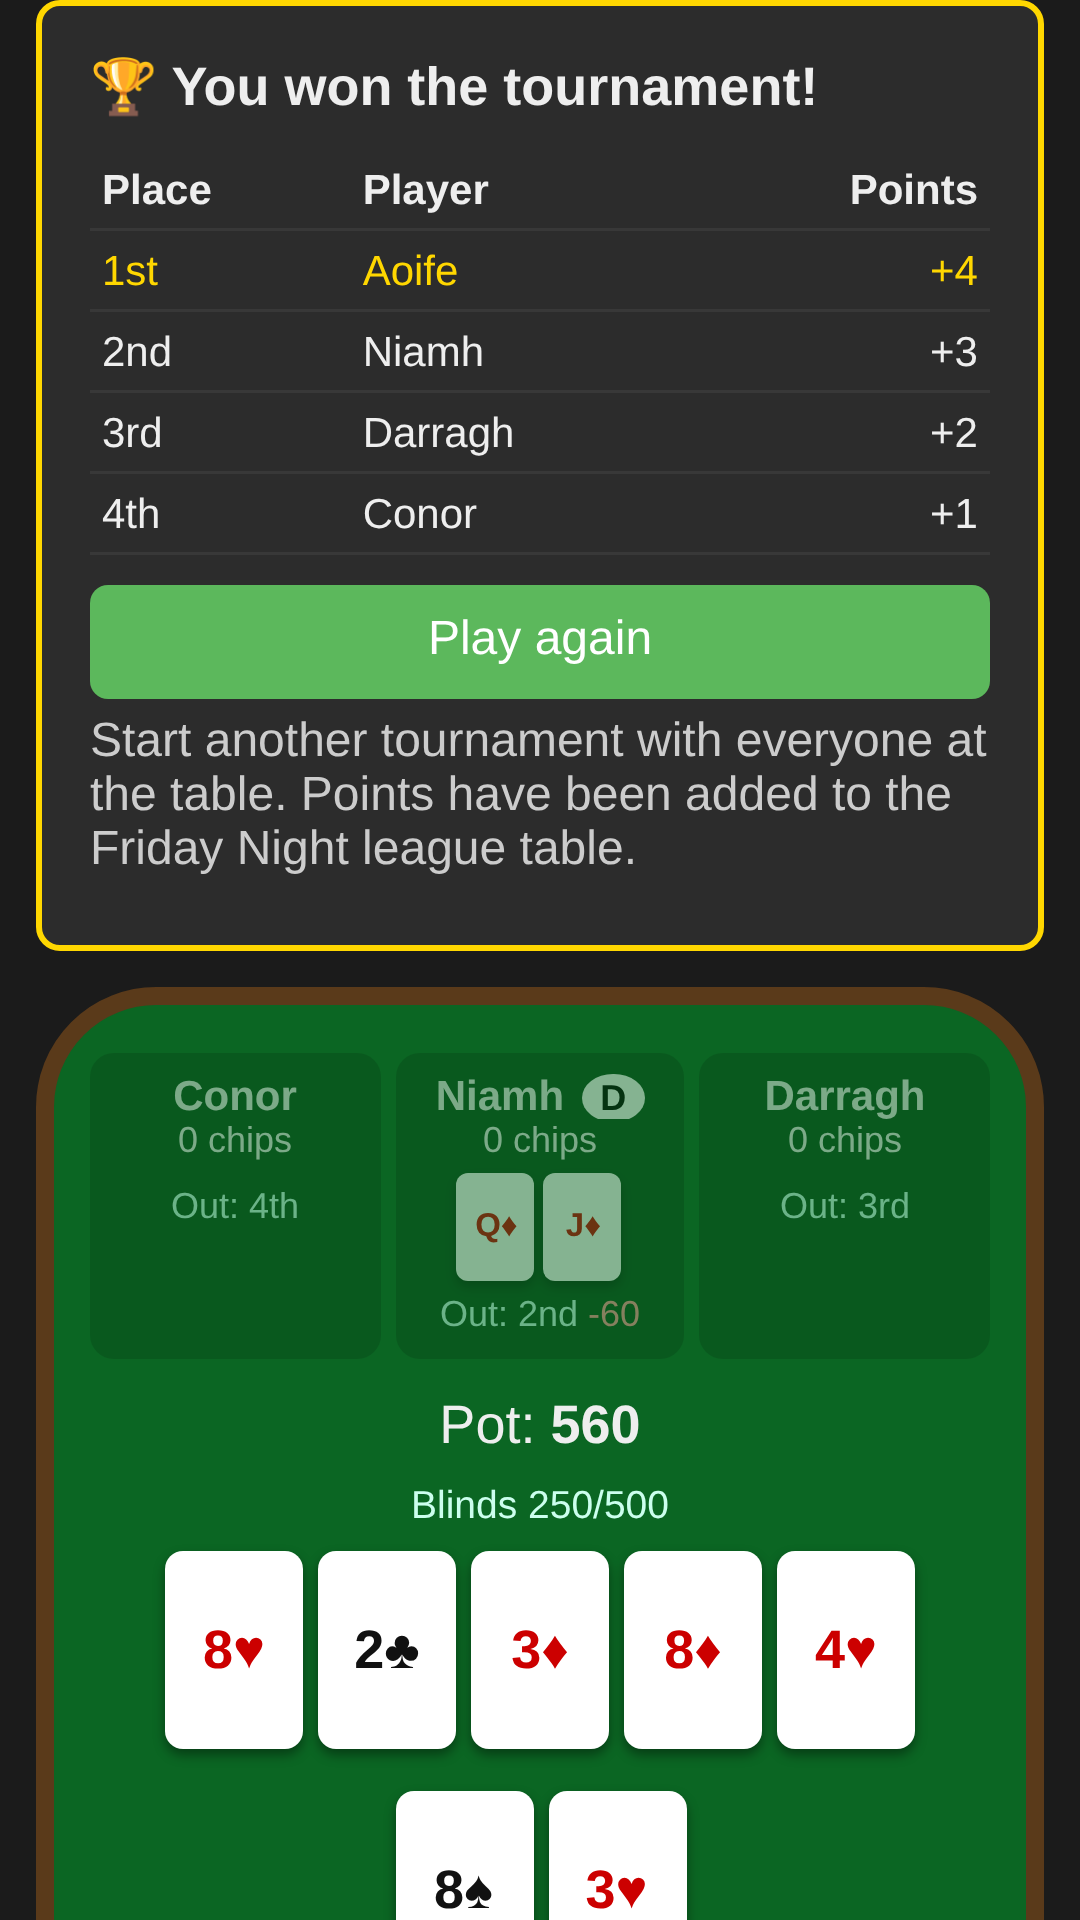 🏆 You won the tournament!
Place Player Points
1st Aoife +4
2nd Niamh +3
3rd Darragh +2
4th Conor +1
Play again
Start another tournament with everyone at
the table. Points have been added to the
Friday Night league table.
Conor
0 chips
Out: 4th
Niamh D
0 chips
Q♦ J♦
Out: 2nd -60
Darragh
0 chips
Out: 3rd
Pot: 560
Blinds 250/500
8♥ 2♣ 3♦ 8♦ 4♥
8♠ 3♥